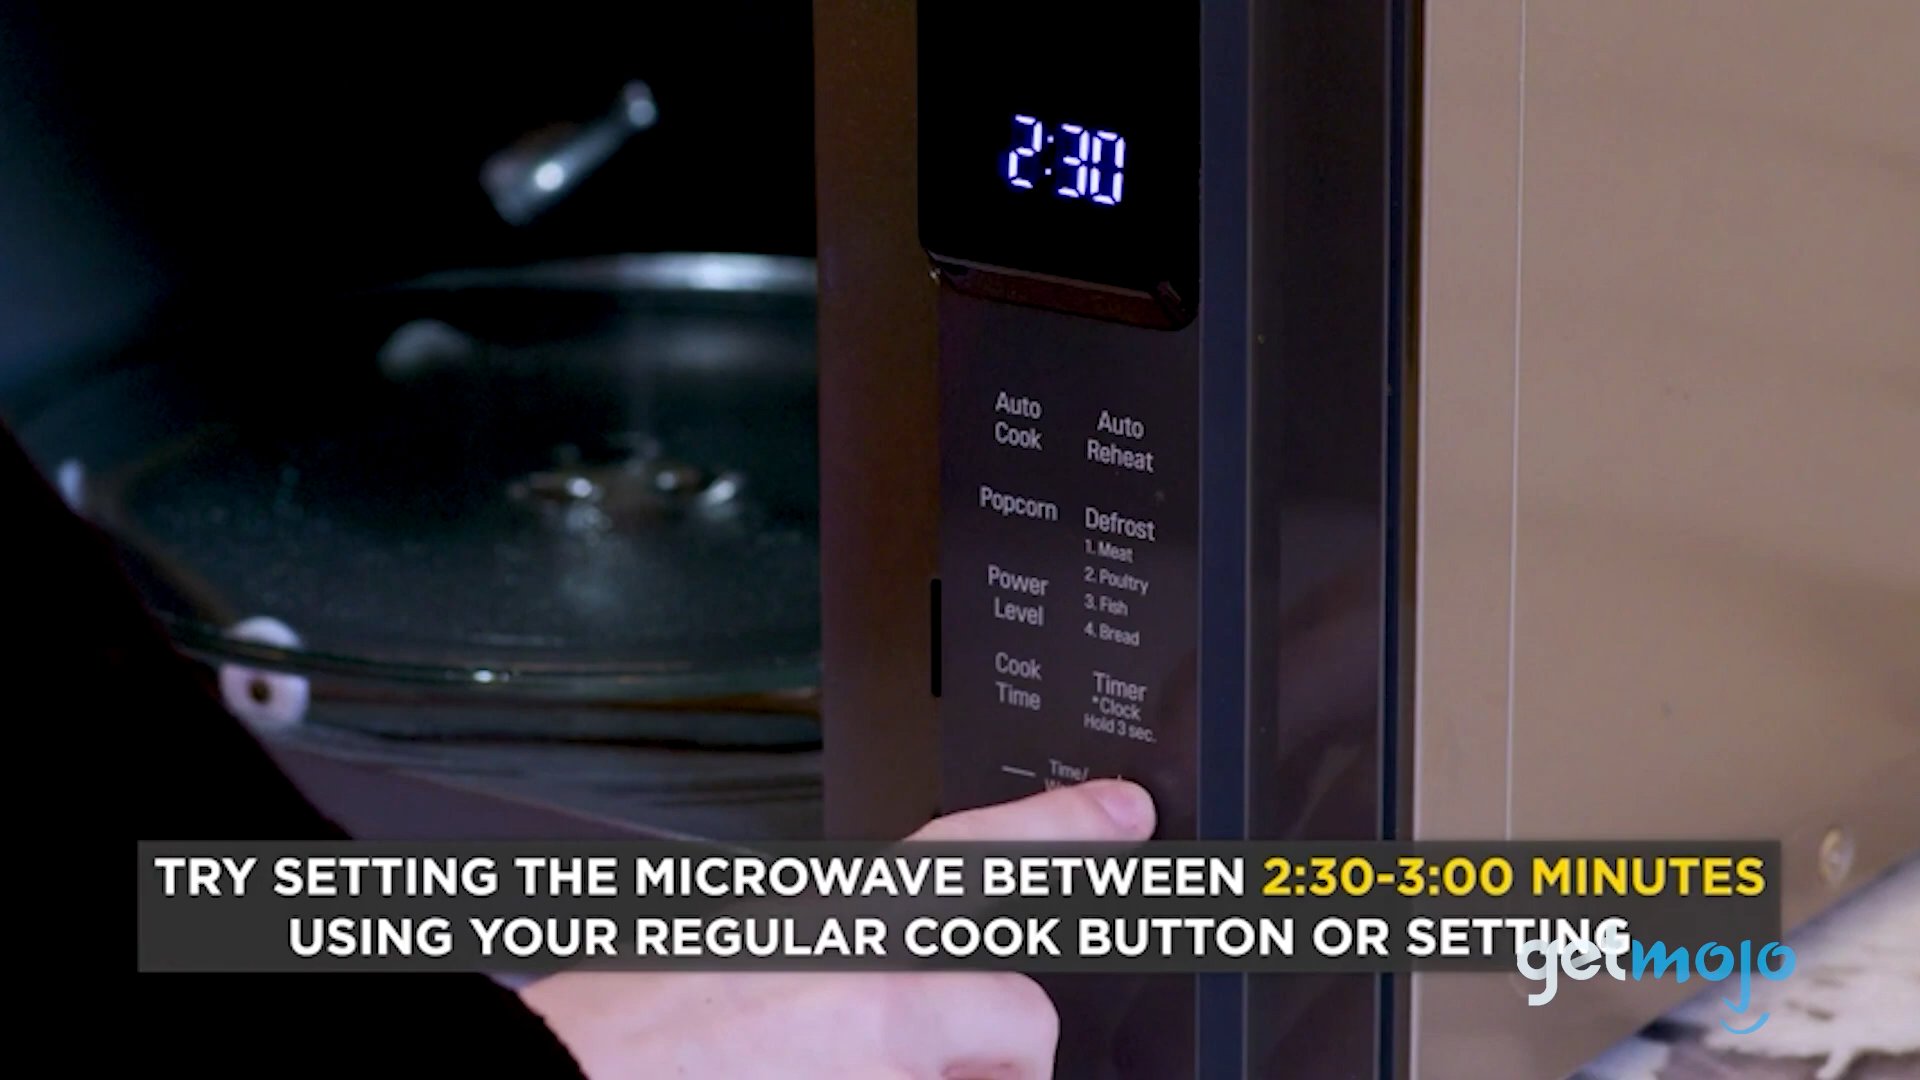 2:30
Auto
Cook
Auto
Reheat
Popcorn
Defrost
1. Meat
2. Poultry
3. Fish
4. Bread
Power
Level
Cook
Time
Timer
*Clock
Hold 3 sec.
Time/
TRY SETTING THE MICROWAVE BETWEEN 2:30-3:00 MINUTES
USING YOUR REGULAR COOK BUTTON OR SETTING
getmojo